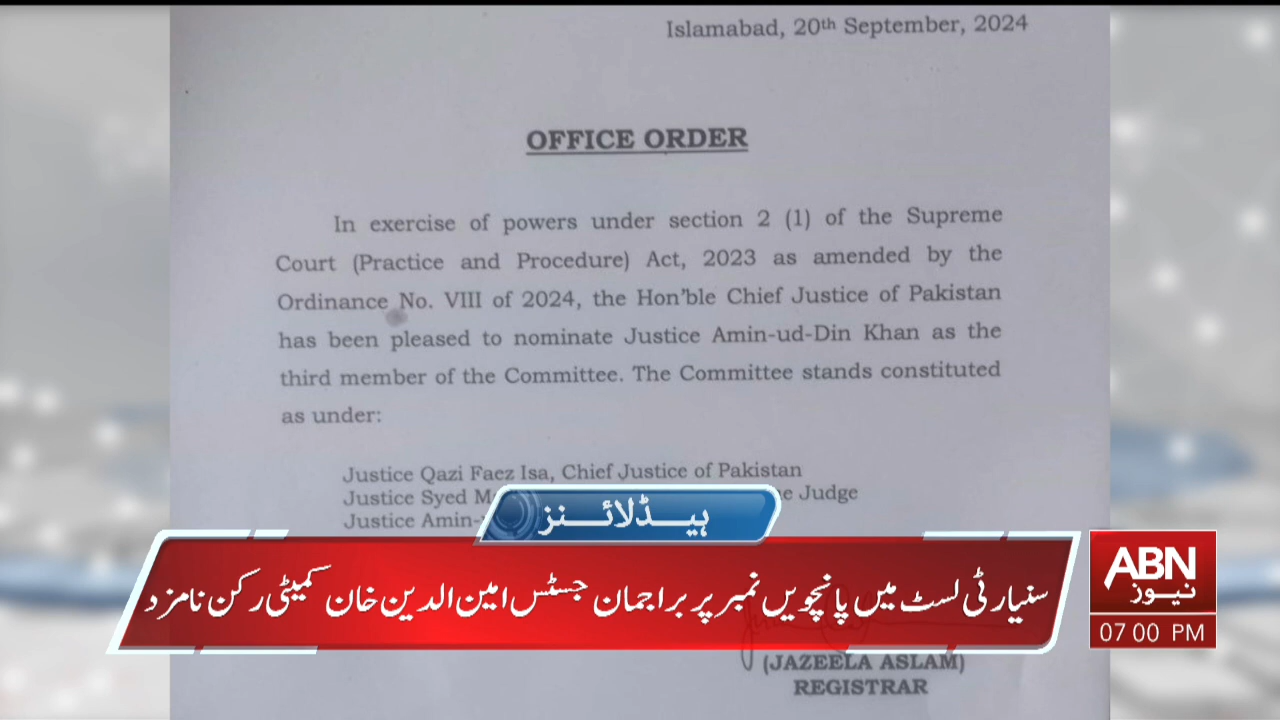 Islamabad, 20th September, 2024
OFFICE ORDER
In exercise of powers under section 2 (1) of the Supreme
Court (Practice and Procedure) Act, 2023 as amended by the
Ordinance No. VIII of 2024, the Hon'ble Chief Justice of Pakistan
has been pleased to nominate Justice Amin-ud-Din Khan as the
third member of the Committee. The Committee stands constituted
as under:
Justice Qazi Faez Isa, Chief Justice of Pakistan
Justice Syed Judge
Justice Amin-
ہیڈلائنز
سنیارٹی لسٹ میں پانچویں نمبر پر براجمان جسٹس امین الدین خان کمیٹی رکن نامزد
ABN
نیوز
07 00 PM
(JAZEELA ASLAM)
REGISTRAR